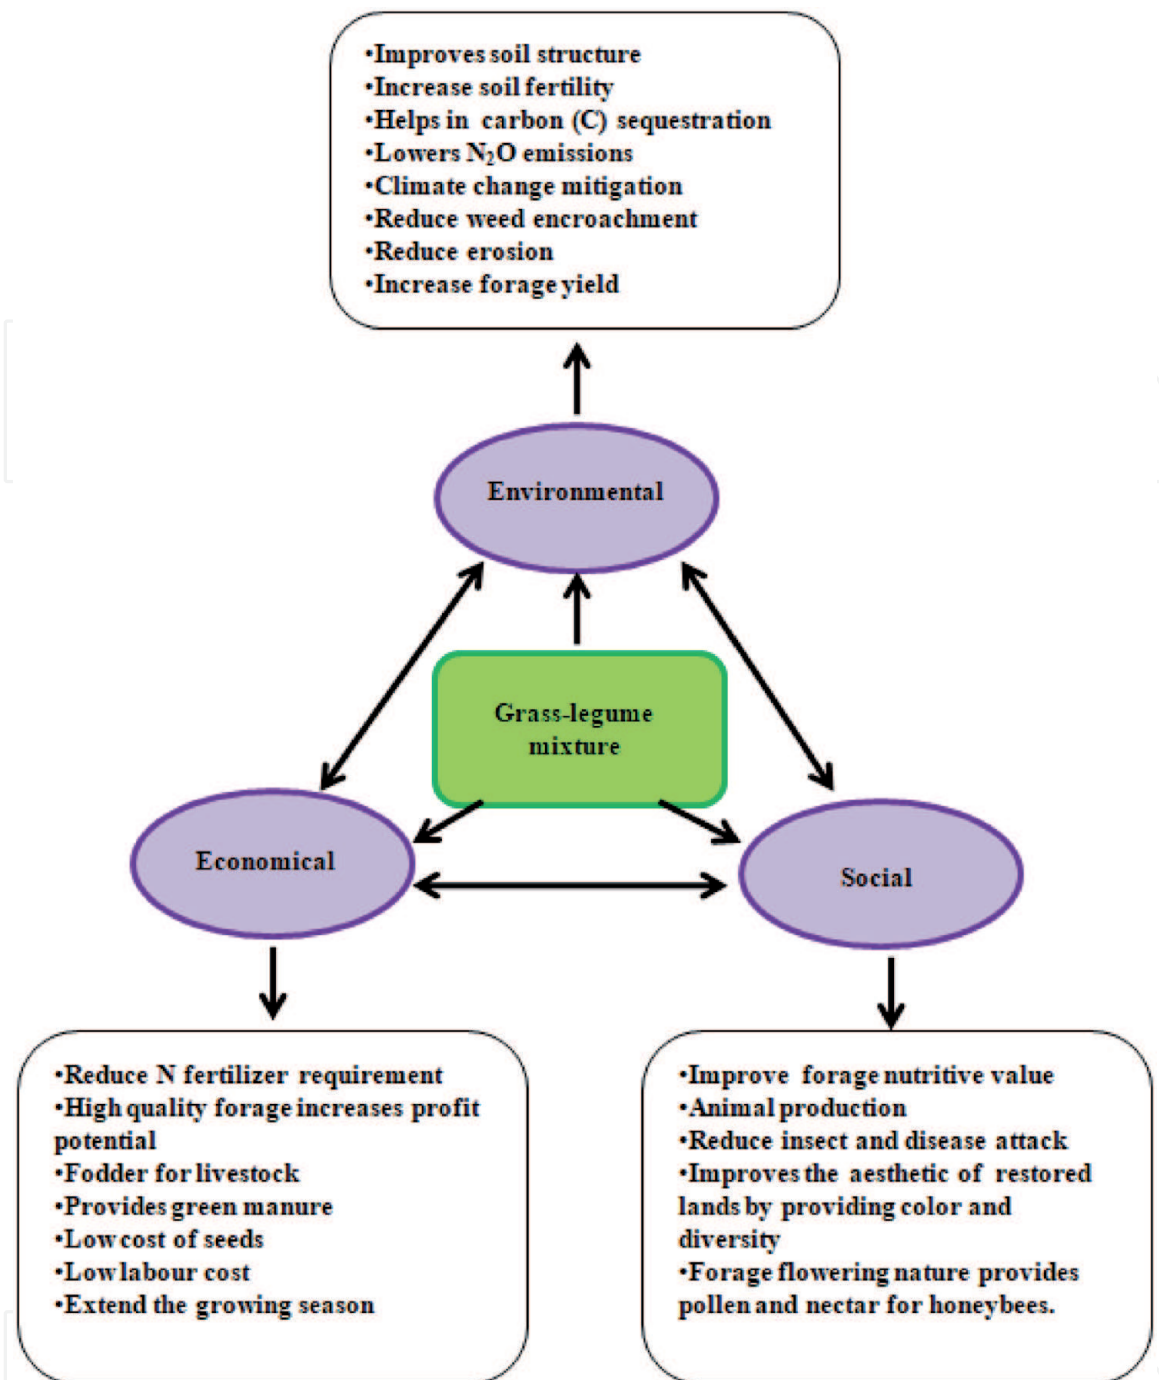 •Improves soil structure
•Increase soil fertility
•Helps in carbon (C) sequestration
•Lowers N₂O emissions
•Climate change mitigation
•Reduce weed encroachment
•Reduce erosion
•Increase forage yield
Environmental
Grass-legume
mixture
Economical
Social
•Reduce N fertilizer requirement
•High quality forage increases profit
potential
•Fodder for livestock
•Provides green manure
•Low cost of seeds
•Low labour cost
•Extend the growing season
•Improve forage nutritive value
•Animal production
•Reduce insect and disease attack
•Improves the aesthetic of restored
lands by providing color and
diversity
•Forage flowering nature provides
pollen and nectar for honeybees.